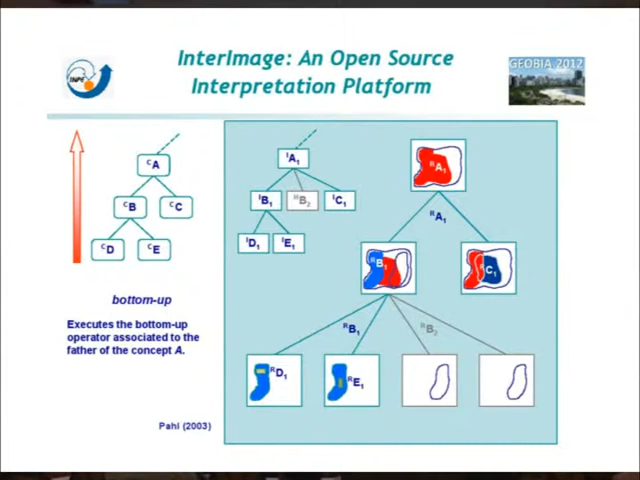 InterImage: An Open Source
Interpretation Platform
INPE
GEOBIA 2012
CA
CB
CC
CD
CE
bottom-up
Executes the bottom-up
operator associated to the
father of the concept A.
Pahl (2003)
IA1
IB1
HB2
IC1
ID1
IE1
RA1
RA1
RB1
RC1
RB1
RB2
RD1
RE1